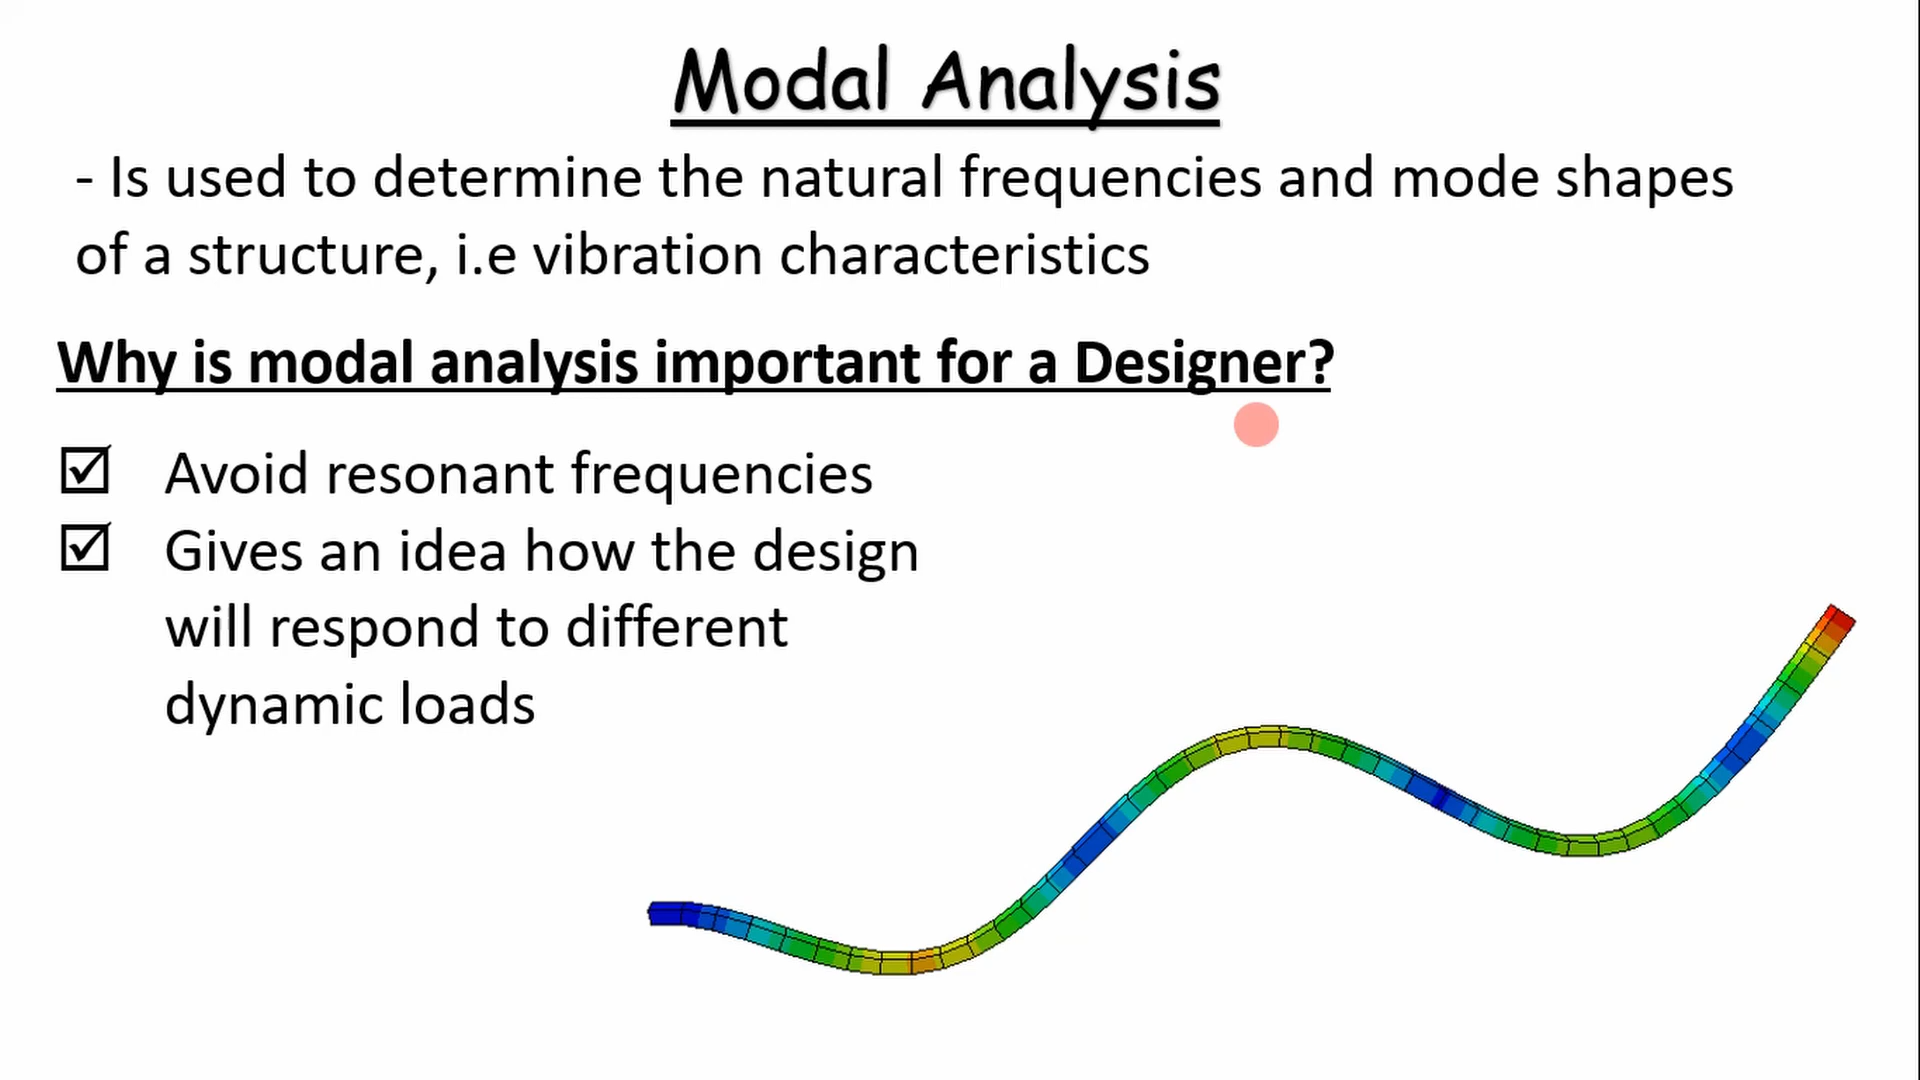 Modal Analysis
- Is used to determine the natural frequencies and mode shapes
of a structure, i.e vibration characteristics
Why is modal analysis important for a Designer?
☑ Avoid resonant frequencies
☑ Gives an idea how the design
will respond to different
dynamic loads